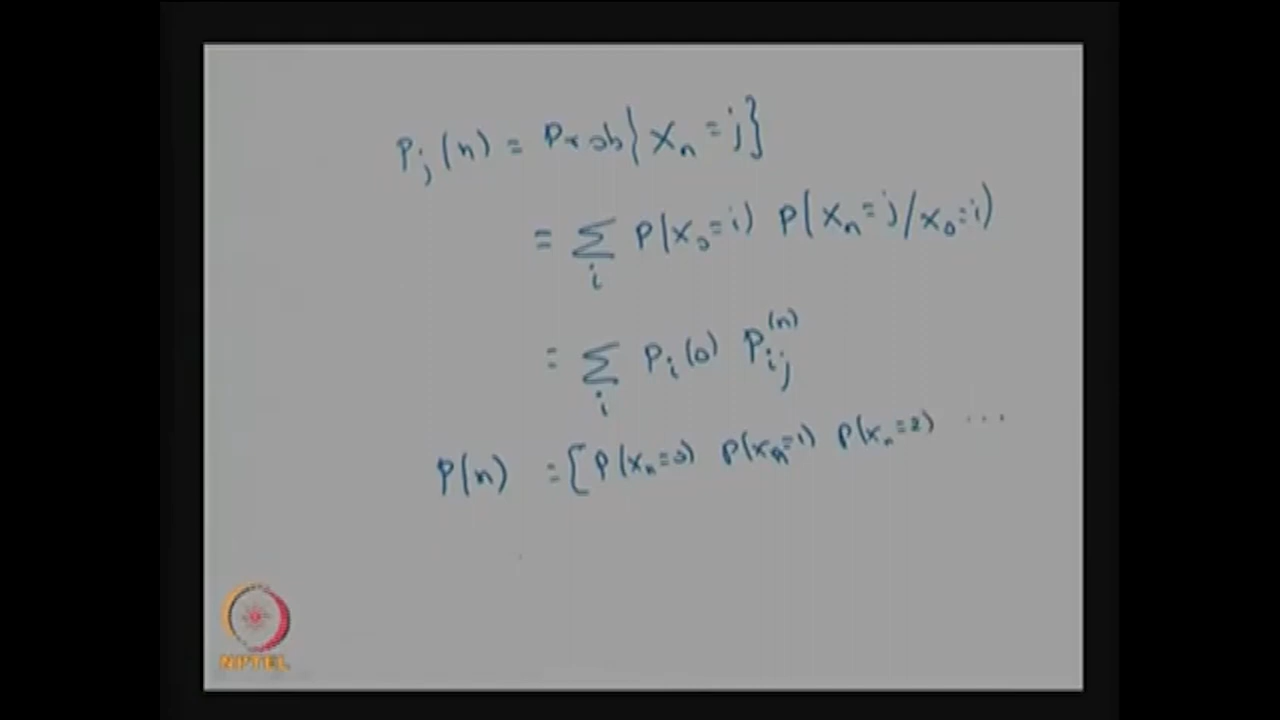 P_j(n) = Prob{X_n = j}
= Σ_i P(X_0 = i) P(X_n = j / X_0 = i)
= Σ_i P_i(0) P_ij^(n)
P(n) = [P(X_n = 0) P(X_n = 1) P(X_n = 2) ...
NPTEL